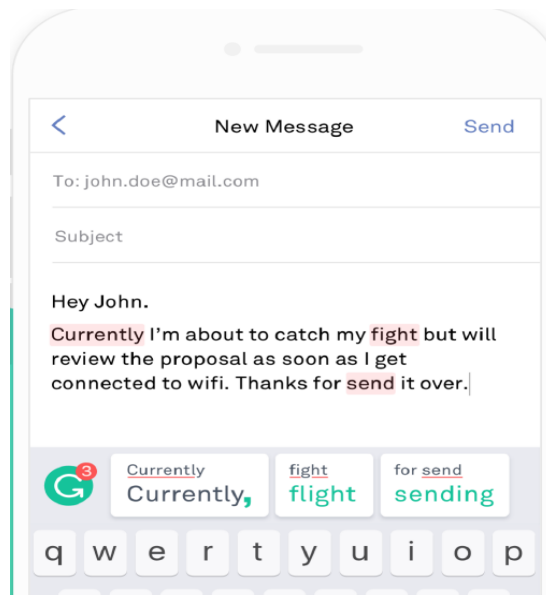 New Message Send
To: john.doe@mail.com
Subject
Hey John.
Currently I'm about to catch my fight but will
review the proposal as soon as I get
connected to wifi. Thanks for send it over.
G 3
Currently fight for send
Currently, flight sending
q w e r t y u i o p